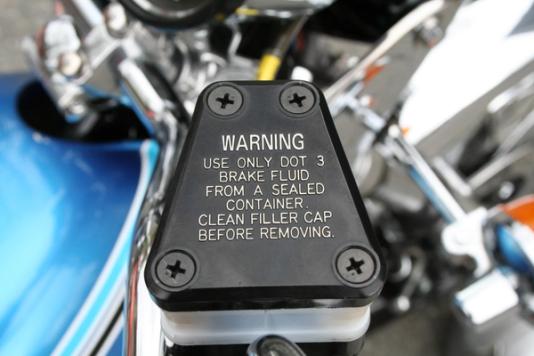 WARNING
USE ONLY DOT 3
BRAKE FLUID
FROM A SEALED
CONTAINER.
CLEAN FILLER CAP
BEFORE REMOVING.